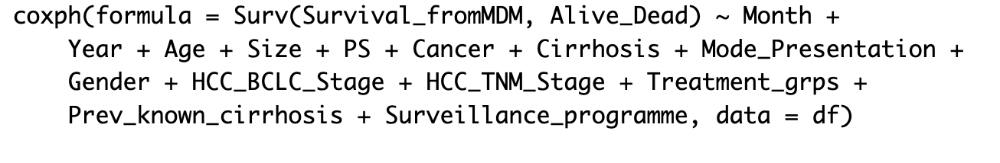 coxph(formula = Surv(Survival_fromMDM, Alive_Dead) ~ Month +
    Year + Age + Size + PS + Cancer + Cirrhosis + Mode_Presentation +
    Gender + HCC_BCLC_Stage + HCC_TNM_Stage + Treatment_grps +
    Prev_known_cirrhosis + Surveillance_programme, data = df)